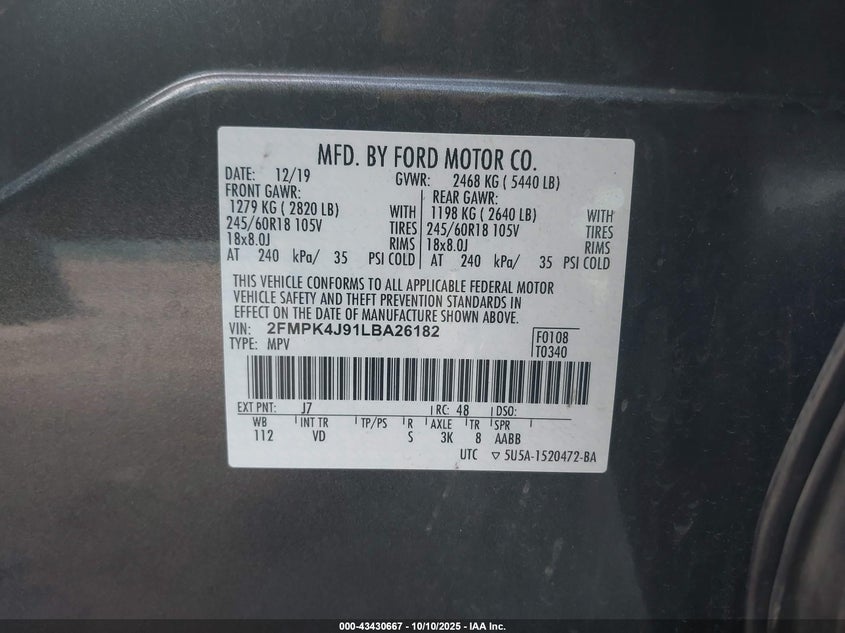 MFD. BY FORD MOTOR CO.
DATE: 12/19 GVWR: 2468 KG ( 5440 LB)
FRONT GAWR: REAR GAWR:
1279 KG ( 2820 LB) WITH 1198 KG ( 2640 LB) WITH
245/60R18 105V TIRES 245/60R18 105V TIRES
18x8.0J RIMS 18x8.0J RIMS
AT 240 kPa/ 35 PSI COLD AT 240 kPa/ 35 PSI COLD
THIS VEHICLE CONFORMS TO ALL APPLICABLE FEDERAL MOTOR
VEHICLE SAFETY AND THEFT PREVENTION STANDARDS IN
EFFECT ON THE DATE OF MANUFACTURE SHOWN ABOVE.
VIN: 2FMPK4J91LBA26182 F0108
TYPE: MPV T0340
EXT PNT: J7 RC: 48 DSO:
WB INT TR TP/PS R AXLE TR SPR
112 VD S 3K 8 AABB
UTC ▽ 5U5A-1520472-BA
000-43430667 - 10/10/2025 - IAA Inc.